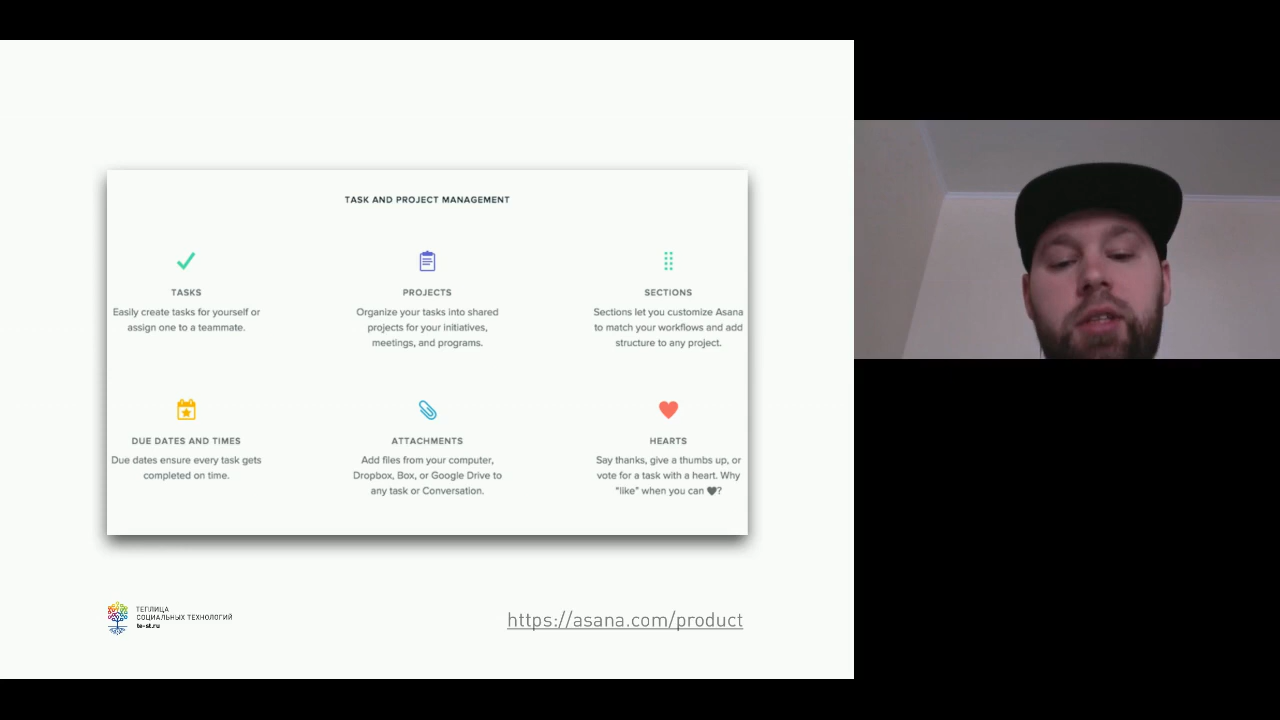 TASK AND PROJECT MANAGEMENT
TASKS
Easily create tasks for yourself or
assign one to a teammate.
PROJECTS
Organize your tasks into shared
projects for your initiatives,
meetings, and programs.
SECTIONS
Sections let you customize Asana
to match your workflows and add
structure to any project.
DUE DATES AND TIMES
Due dates ensure every task gets
completed on time.
ATTACHMENTS
Add files from your computer,
Dropbox, Box, or Google Drive to
any task or Conversation.
HEARTS
Say thanks, give a thumbs up, or
vote for a task with a heart. Why
"like" when you can ♥?
ТЕПЛИЦА
СОЦИАЛЬНЫХ ТЕХНОЛОГИЙ
te-st.ru
https://asana.com/product